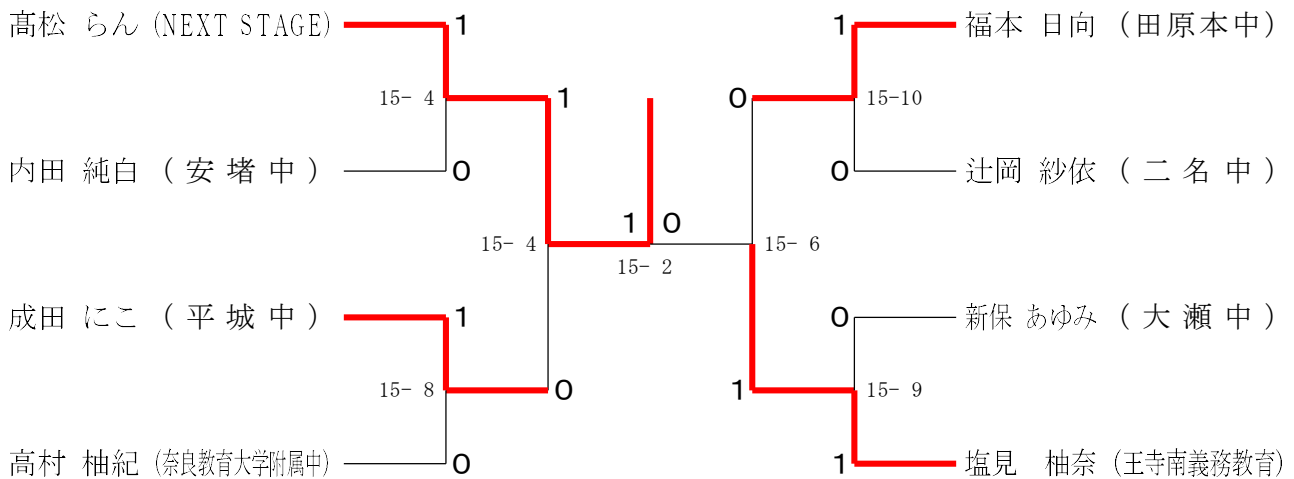 髙松 らん (NEXT STAGE) 1 1 福本 日向 (田原本中)
15- 4 1 0 15-10
内田 純白 (安堵中) 0 0 辻岡 紗依 (二名中)
1 0
15- 4 15- 2 15- 6
成田 にこ (平城中) 1 0 新保 あゆみ (大瀬中)
15- 8 0 1 15- 9
高村 柚紀 (奈良教育大学附属中) 0 1 塩見 柚奈 (王寺南義務教育)